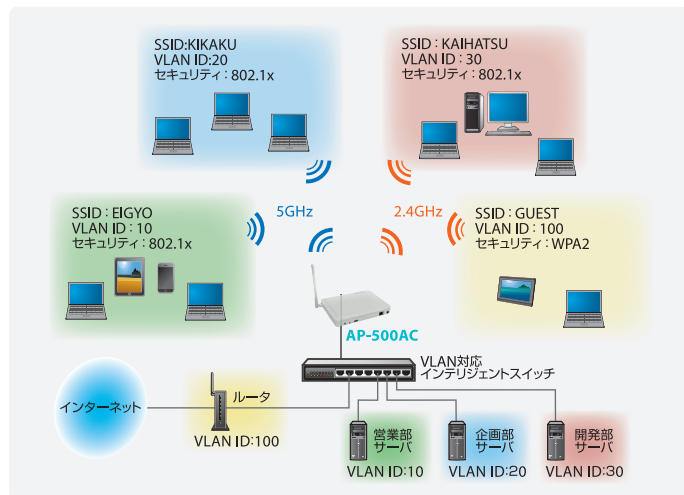 SSID:KIKAKU
VLAN ID:20
セキュリティ:802.1x
SSID:KAIHATSU
VLAN ID:30
セキュリティ:802.1x
SSID:EIGYO
VLAN ID:10
セキュリティ:802.1x
5GHz
2.4GHz
SSID:GUEST
VLAN ID:100
セキュリティ:WPA2
AP-500AC
VLAN対応
インテリジェントスイッチ
インターネット
ルータ
VLAN ID:100
営業部
サーバ
VLAN ID:10
企画部
サーバ
VLAN ID:20
開発部
サーバ
VLAN ID:30